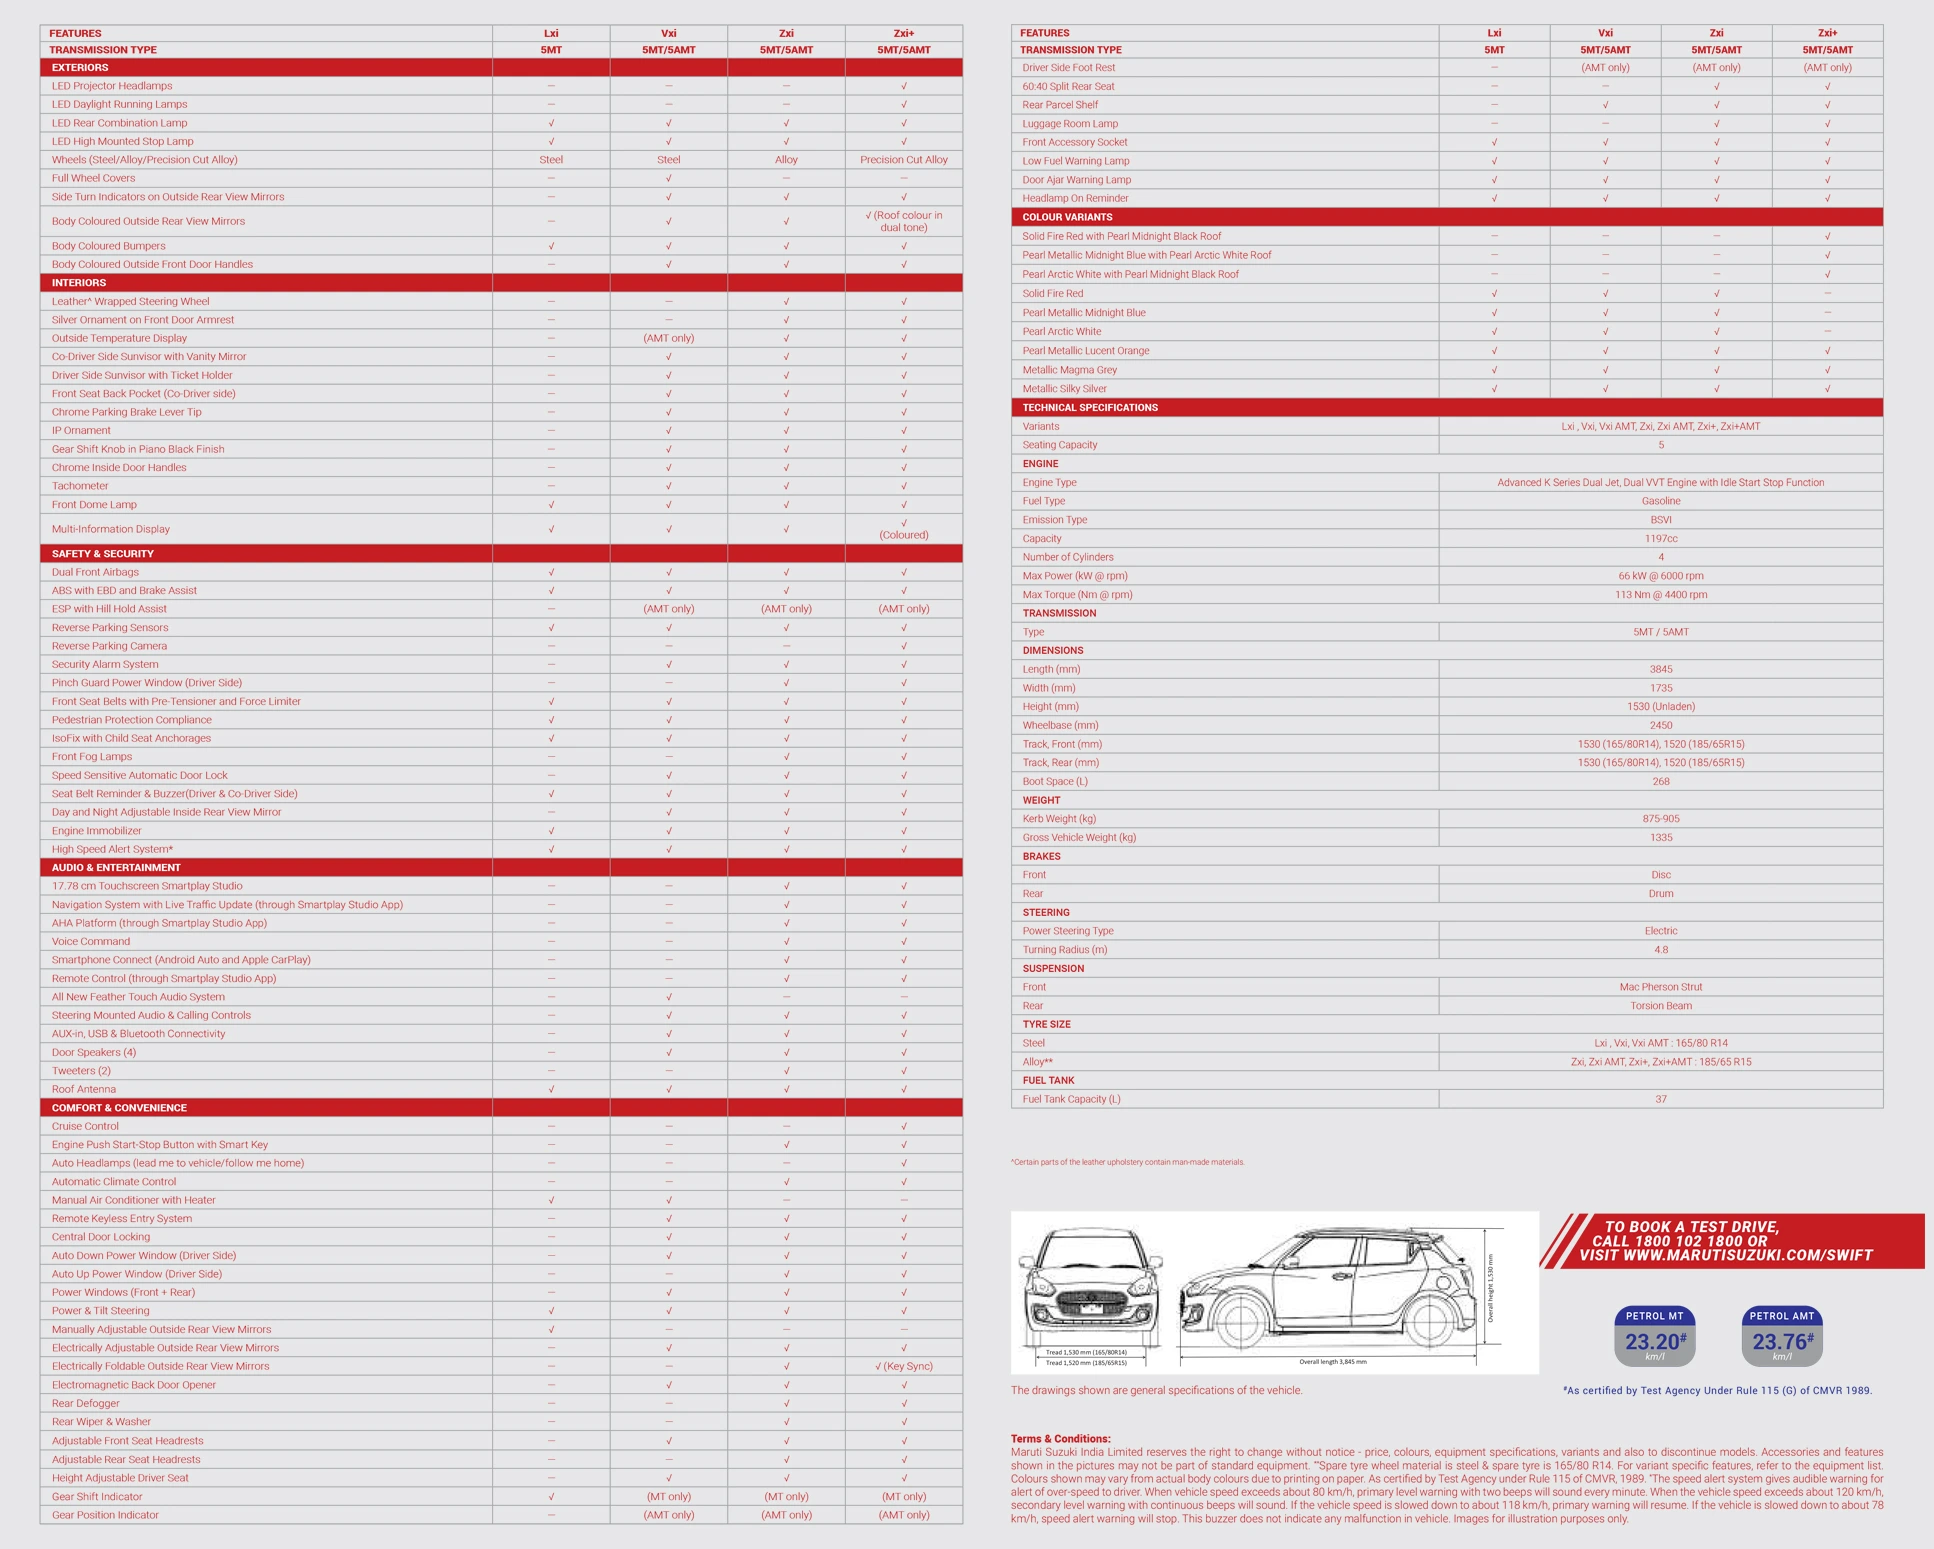 FEATURES Lxi Vxi Zxi Zxi+
TRANSMISSION TYPE 5MT 5MT/5AMT 5MT/5AMT 5MT/5AMT
EXTERIORS
LED Projector Headlamps – – – √
LED Daylight Running Lamps – – – √
LED Rear Combination Lamp √ √ √ √
LED High Mounted Stop Lamp √ √ √ √
Wheels (Steel/Alloy/Precision Cut Alloy) Steel Steel Alloy Precision Cut Alloy
Full Wheel Covers – √ – –
Side Turn Indicators on Outside Rear View Mirrors – √ √ √
Body Coloured Outside Rear View Mirrors – √ √ √ (Roof colour in
dual tone)
Body Coloured Bumpers √ √ √ √
Body Coloured Outside Front Door Handles – √ √ √
INTERIORS
Leather^ Wrapped Steering Wheel – – √ √
Silver Ornament on Front Door Armrest – – √ √
Outside Temperature Display – (AMT only) √ √
Co-Driver Side Sunvisor with Vanity Mirror – √ √ √
Driver Side Sunvisor with Ticket Holder – √ √ √
Front Seat Back Pocket (Co-Driver side) – √ √ √
Chrome Parking Brake Lever Tip – √ √ √
IP Ornament – √ √ √
Gear Shift Knob in Piano Black Finish – √ √ √
Chrome Inside Door Handles – √ √ √
Tachometer – √ √ √
Front Dome Lamp √ √ √ √
Multi-Information Display √ √ √ √
(Coloured)
SAFETY & SECURITY
Dual Front Airbags √ √ √ √
ABS with EBD and Brake Assist √ √ √ √
ESP with Hill Hold Assist – (AMT only) (AMT only) (AMT only)
Reverse Parking Sensors √ √ √ √
Reverse Parking Camera – – – √
Security Alarm System – √ √ √
Pinch Guard Power Window (Driver Side) – – √ √
Front Seat Belts with Pre-Tensioner and Force Limiter √ √ √ √
Pedestrian Protection Compliance √ √ √ √
IsoFix with Child Seat Anchorages √ √ √ √
Front Fog Lamps – – √ √
Speed Sensitive Automatic Door Lock – √ √ √
Seat Belt Reminder & Buzzer(Driver & Co-Driver Side) √ √ √ √
Day and Night Adjustable Inside Rear View Mirror – √ √ √
Engine Immobilizer √ √ √ √
High Speed Alert System* √ √ √ √
AUDIO & ENTERTAINMENT
17.78 cm Touchscreen Smartplay Studio – – √ √
Navigation System with Live Traffic Update (through Smartplay Studio App) – – √ √
AHA Platform (through Smartplay Studio App) – – √ √
Voice Command – – √ √
Smartphone Connect (Android Auto and Apple CarPlay) – – √ √
Remote Control (through Smartplay Studio App) – – √ √
All New Feather Touch Audio System – √ – –
Steering Mounted Audio & Calling Controls – √ √ √
AUX-in, USB & Bluetooth Connectivity – √ √ √
Door Speakers (4) – √ √ √
Tweeters (2) – – √ √
Roof Antenna √ √ √ √
COMFORT & CONVENIENCE
Cruise Control – – – √
Engine Push Start-Stop Button with Smart Key – – √ √
Auto Headlamps (lead me to vehicle/follow me home) – – – √
Automatic Climate Control – – √ √
Manual Air Conditioner with Heater √ √ – –
Remote Keyless Entry System – √ √ √
Central Door Locking – √ √ √
Auto Down Power Window (Driver Side) – √ √ √
Auto Up Power Window (Driver Side) – – √ √
Power Windows (Front + Rear) – √ √ √
Power & Tilt Steering √ √ √ √
Manually Adjustable Outside Rear View Mirrors √ – – –
Electrically Adjustable Outside Rear View Mirrors – √ √ √
Electrically Foldable Outside Rear View Mirrors – – √ √ (Key Sync)
Electromagnetic Back Door Opener – √ √ √
Rear Defogger – – √ √
Rear Wiper & Washer – – √ √
Adjustable Front Seat Headrests – √ √ √
Adjustable Rear Seat Headrests – – √ √
Height Adjustable Driver Seat – √ √ √
Gear Shift Indicator √ (MT only) (MT only) (MT only)
Gear Position Indicator – (AMT only) (AMT only) (AMT only)
FEATURES Lxi Vxi Zxi Zxi+
TRANSMISSION TYPE 5MT 5MT/5AMT 5MT/5AMT 5MT/5AMT
Driver Side Foot Rest – (AMT only) (AMT only) (AMT only)
60:40 Split Rear Seat – – √ √
Rear Parcel Shelf – √ √ √
Luggage Room Lamp – – √ √
Front Accessory Socket √ √ √ √
Low Fuel Warning Lamp √ √ √ √
Door Ajar Warning Lamp √ √ √ √
Headlamp On Reminder √ √ √ √
COLOUR VARIANTS
Solid Fire Red with Pearl Midnight Black Roof – – – √
Pearl Metallic Midnight Blue with Pearl Arctic White Roof – – – √
Pearl Arctic White with Pearl Midnight Black Roof – – – √
Solid Fire Red √ √ √ –
Pearl Metallic Midnight Blue √ √ √ –
Pearl Arctic White √ √ √ –
Pearl Metallic Lucent Orange √ √ √ √
Metallic Magma Grey √ √ √ √
Metallic Silky Silver √ √ √ √
TECHNICAL SPECIFICATIONS
Variants Lxi , Vxi, Vxi AMT, Zxi, Zxi AMT, Zxi+, Zxi+AMT
Seating Capacity 5
ENGINE
Engine Type Advanced K Series Dual Jet, Dual VVT Engine with Idle Start Stop Function
Fuel Type Gasoline
Emission Type BSVI
Capacity 1197cc
Number of Cylinders 4
Max Power (kW @ rpm) 66 kW @ 6000 rpm
Max Torque (Nm @ rpm) 113 Nm @ 4400 rpm
TRANSMISSION
Type 5MT / 5AMT
DIMENSIONS
Length (mm) 3845
Width (mm) 1735
Height (mm) 1530 (Unladen)
Wheelbase (mm) 2450
Track, Front (mm) 1530 (165/80R14), 1520 (185/65R15)
Track, Rear (mm) 1530 (165/80R14), 1520 (185/65R15)
Boot Space (L) 268
WEIGHT
Kerb Weight (kg) 875-905
Gross Vehicle Weight (kg) 1335
BRAKES
Front Disc
Rear Drum
STEERING
Power Steering Type Electric
Turning Radius (m) 4.8
SUSPENSION
Front Mac Pherson Strut
Rear Torsion Beam
TYRE SIZE
Steel Lxi , Vxi, Vxi AMT : 165/80 R14
Alloy** Zxi, Zxi AMT, Zxi+, Zxi+AMT : 185/65 R15
FUEL TANK
Fuel Tank Capacity (L) 37
^Certain parts of the leather upholstery contain man-made materials.
Tread 1,530 mm (165/80R14)
Tread 1,520 mm (185/65R15)
Overall length 3,845 mm
Overall height 1,530 mm
The drawings shown are general specifications of the vehicle.
TO BOOK A TEST DRIVE,
CALL 1800 102 1800 OR
VISIT WWW.MARUTISUZUKI.COM/SWIFT
PETROL MT PETROL AMT
23.20# 23.76#
km/l km/l
#As certified by Test Agency Under Rule 115 (G) of CMVR 1989.
Terms & Conditions:
Maruti Suzuki India Limited reserves the right to change without notice - price, colours, equipment specifications, variants and also to discontinue models. Accessories and features
shown in the pictures may not be part of standard equipment. **Spare tyre wheel material is steel & spare tyre is 165/80 R14. For variant specific features, refer to the equipment list.
Colours shown may vary from actual body colours due to printing on paper. As certified by Test Agency under Rule 115 of CMVR, 1989. *The speed alert system gives audible warning for
alert of over-speed to driver. When vehicle speed exceeds about 80 km/h, primary level warning with two beeps will sound every minute. When the vehicle speed exceeds about 120 km/h,
secondary level warning with continuous beeps will sound. If the vehicle speed is slowed down to about 118 km/h, primary warning will resume. If the vehicle is slowed down to about 78
km/h, speed alert warning will stop. This buzzer does not indicate any malfunction in vehicle. Images for illustration purposes only.